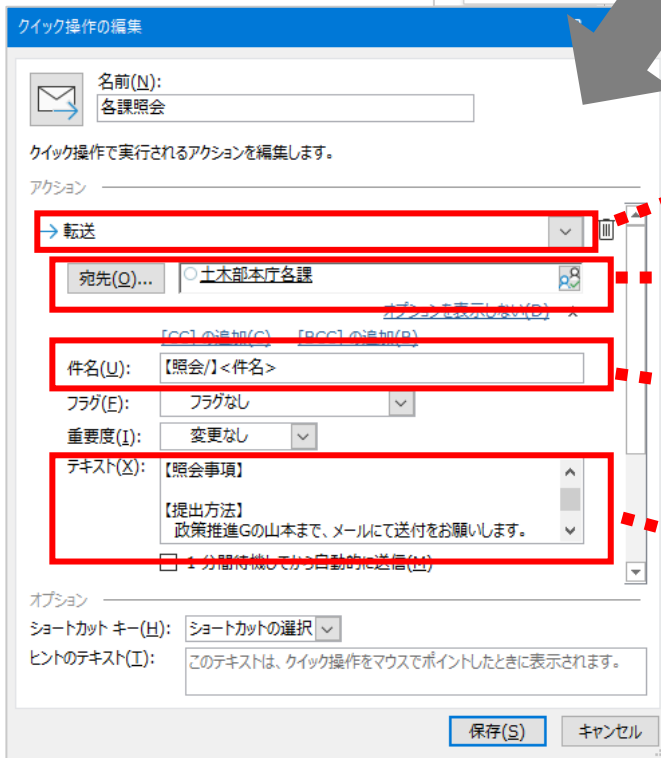 クイック操作の編集
名前(N):
各課照会
クイック操作で実行されるアクションを編集します。
アクション
転送
宛先(O)...
土木部本庁各課
オプションを表示しない(D)
[CC] の追加(C) [BCC] の追加(B)
件名(U):
【照会/】<件名>
フラグ(F):
フラグなし
重要度(I):
変更なし
テキスト(X):
【照会事項】
【提出方法】
政策推進Gの山本まで、メールにて送付をお願いします。
1 分間待機してから自動的に送信(M)
オプション
ショートカット キー(H):
ショートカットの選択
ヒントのテキスト(T):
このテキストは、クイック操作をマウスでポイントしたときに表示されます。
保存(S)
キャンセル